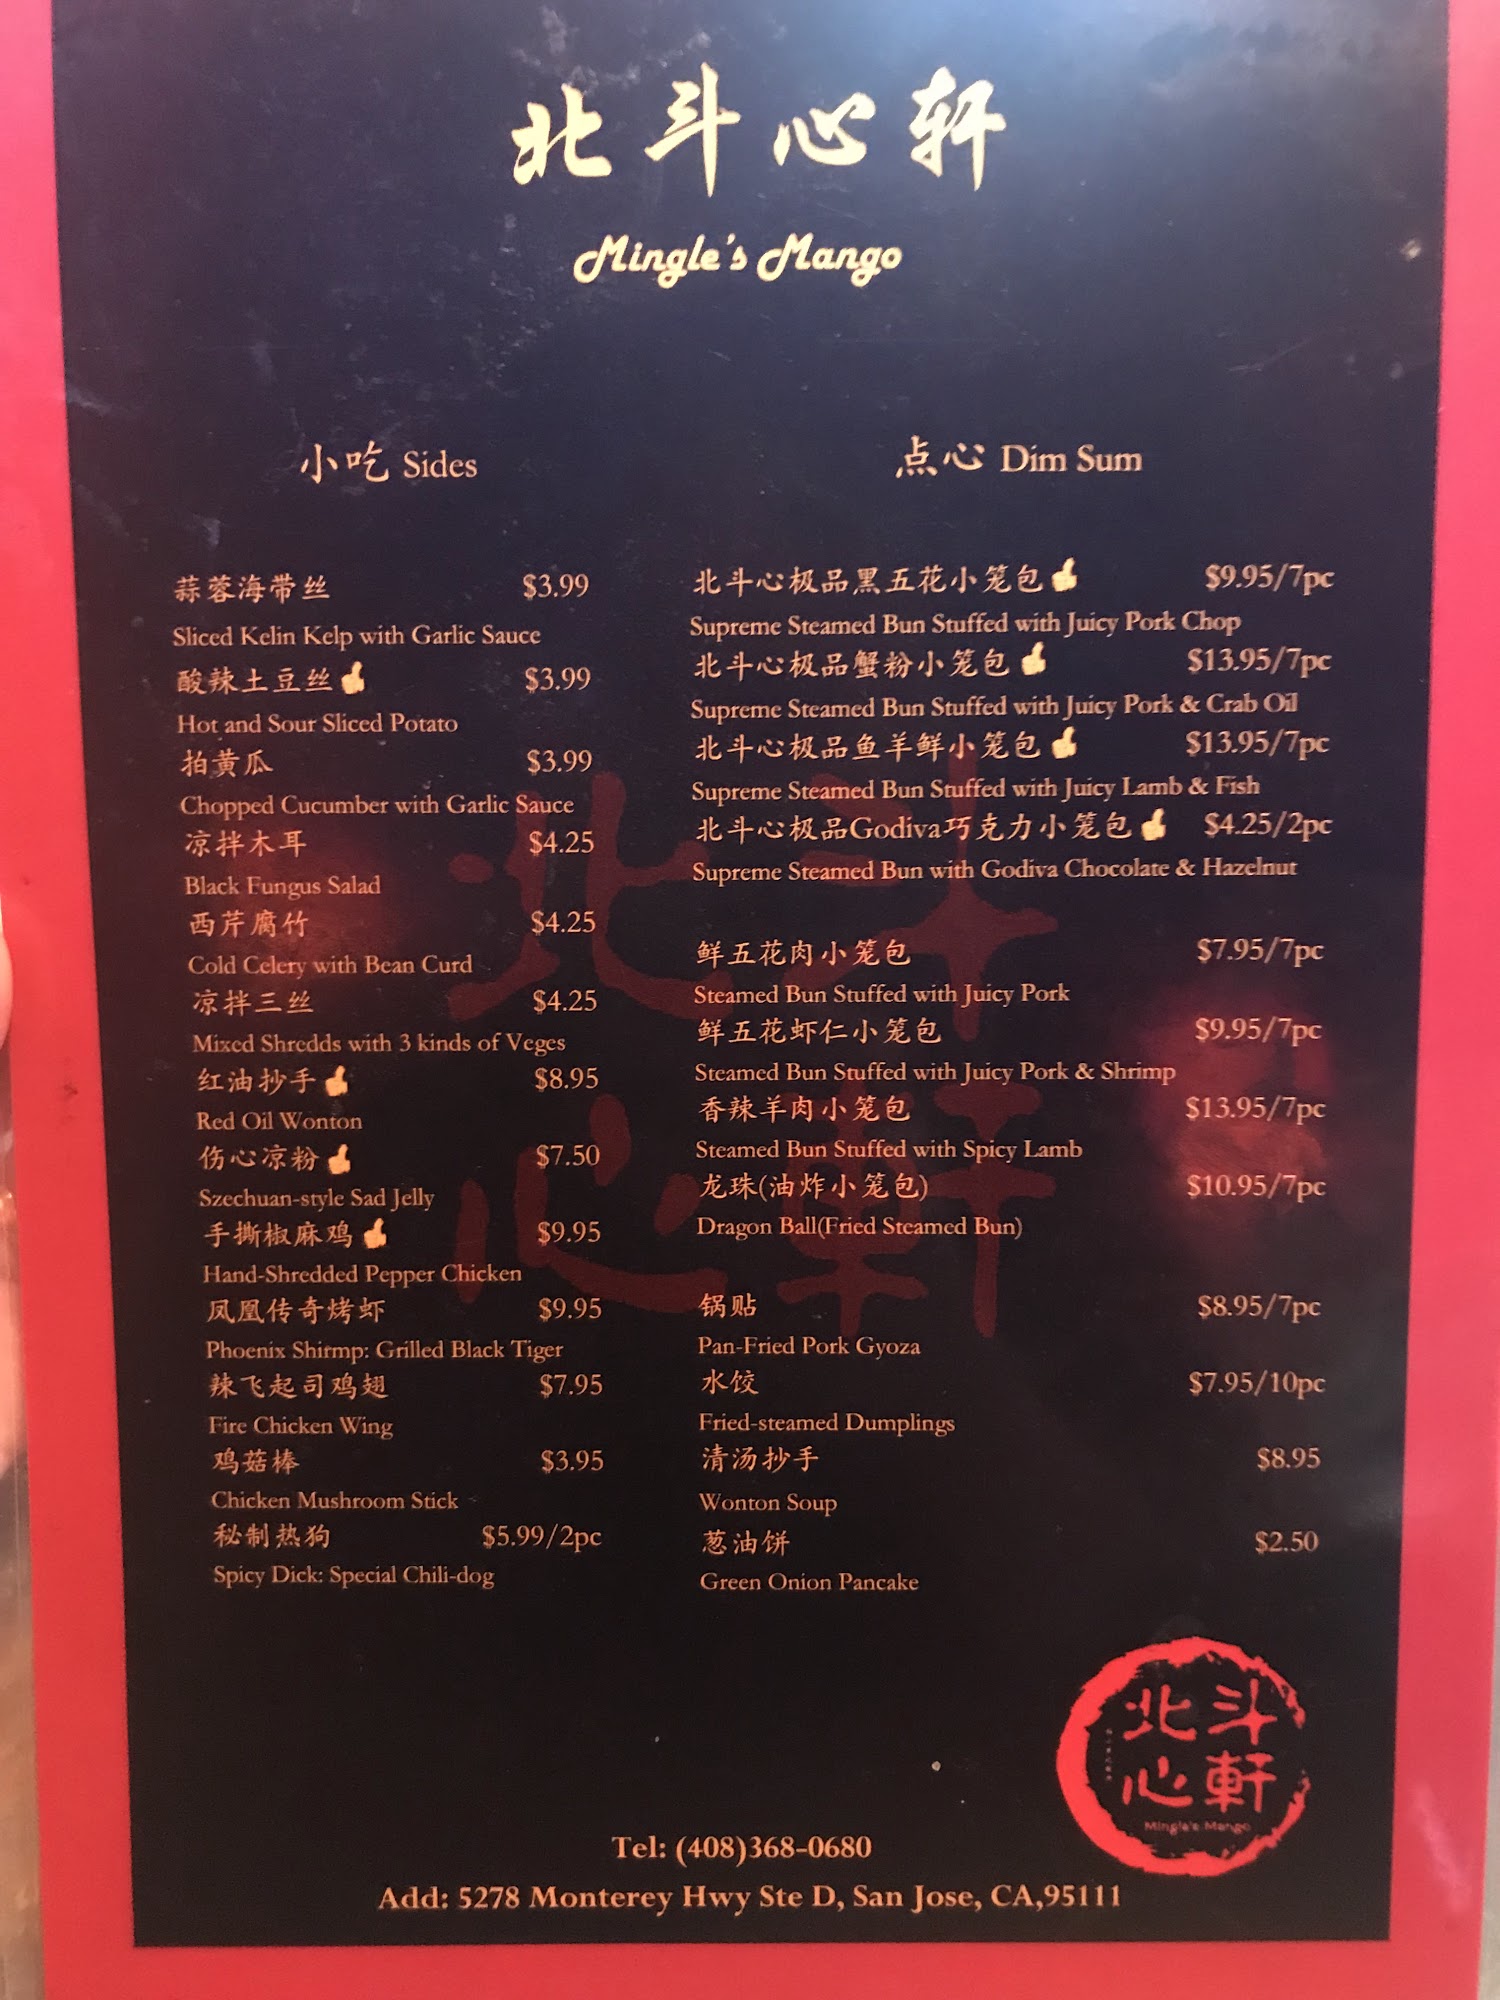 北斗心轩
Mingle's Mango
小吃 Sides
蒜蓉海带丝 $3.99
Sliced Kelin Kelp with Garlic Sauce
酸辣土豆丝 $3.99
Hot and Sour Sliced Potato
拍黄瓜 $3.99
Chopped Cucumber with Garlic Sauce
凉拌木耳 $4.25
Black Fungus Salad
西芹腐竹 $4.25
Cold Celery with Bean Curd
凉拌三丝 $4.25
Mixed Shredds with 3 kinds of Veges
红油抄手 $8.95
Red Oil Wonton
伤心凉粉 $7.50
Szechuan-style Sad Jelly
手撕椒麻鸡 $9.95
Hand-Shredded Pepper Chicken
凤凰传奇烤虾 $9.95
Phoenix Shirmp: Grilled Black Tiger
辣飞起司鸡翅 $7.95
Fire Chicken Wing
鸡菇棒 $3.95
Chicken Mushroom Stick
秘制热狗 $5.99/2pc
Spicy Dick: Special Chili-dog
点心 Dim Sum
北斗心极品黑五花小笼包 $9.95/7pc
Supreme Steamed Bun Stuffed with Juicy Pork Chop
北斗心极品蟹粉小笼包 $13.95/7pc
Supreme Steamed Bun Stuffed with Juicy Pork & Crab Oil
北斗心极品鱼羊鲜小笼包 $13.95/7pc
Supreme Steamed Bun Stuffed with Juicy Lamb & Fish
北斗心极品Godiva巧克力小笼包 $4.25/2pc
Supreme Steamed Bun with Godiva Chocolate & Hazelnut
鲜五花肉小笼包 $7.95/7pc
Steamed Bun Stuffed with Juicy Pork
鲜五花虾仁小笼包 $9.95/7pc
Steamed Bun Stuffed with Juicy Pork & Shrimp
香辣羊肉小笼包 $13.95/7pc
Steamed Bun Stuffed with Spicy Lamb
龙珠(油炸小笼包) $10.95/7pc
Dragon Ball(Fried Steamed Bun)
锅贴 $8.95/7pc
Pan-Fried Pork Gyoza
水饺 $7.95/10pc
Fried-steamed Dumplings
清汤抄手 $8.95
Wonton Soup
葱油饼 $2.50
Green Onion Pancake
北斗
心軒
北斗
心軒
Mingle's Mango
Tel: (408)368-0680
Add: 5278 Monterey Hwy Ste D, San Jose, CA,95111